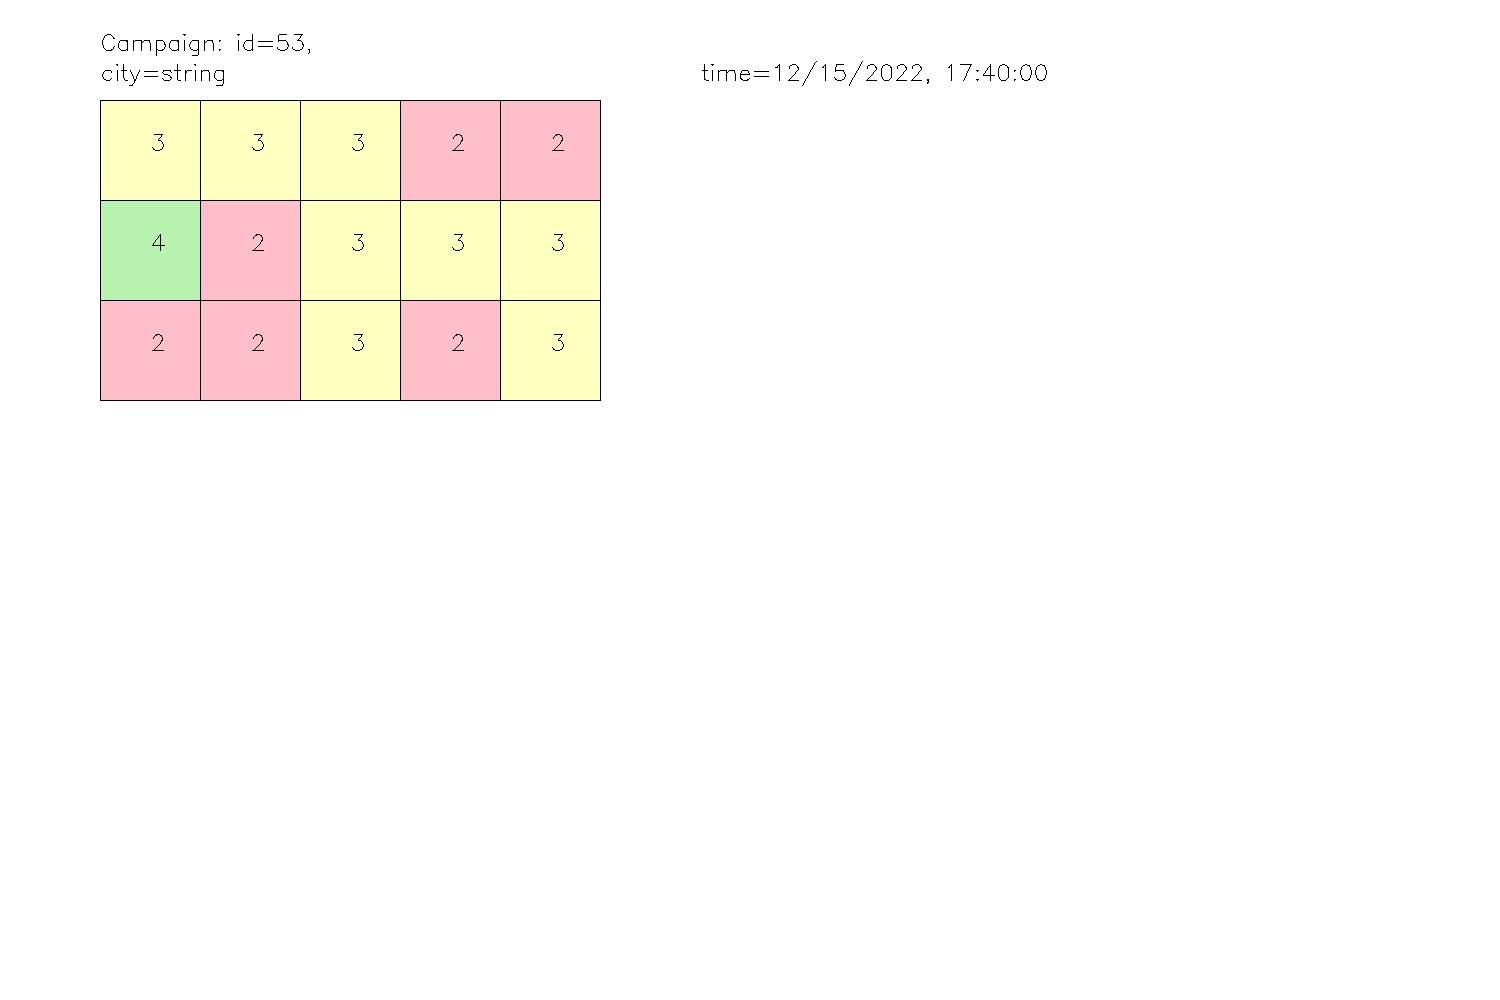 Campaign: id=53,
city=string
time=12/15/2022, 17:40:00
3 3 3 2 2
4 2 3 3 3
2 2 3 2 3